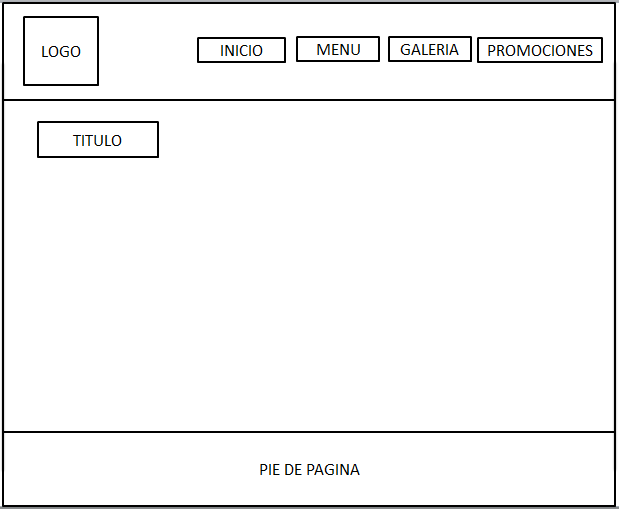 LOGO
INICIO
MENU
GALERIA
PROMOCIONES
TITULO
PIE DE PAGINA